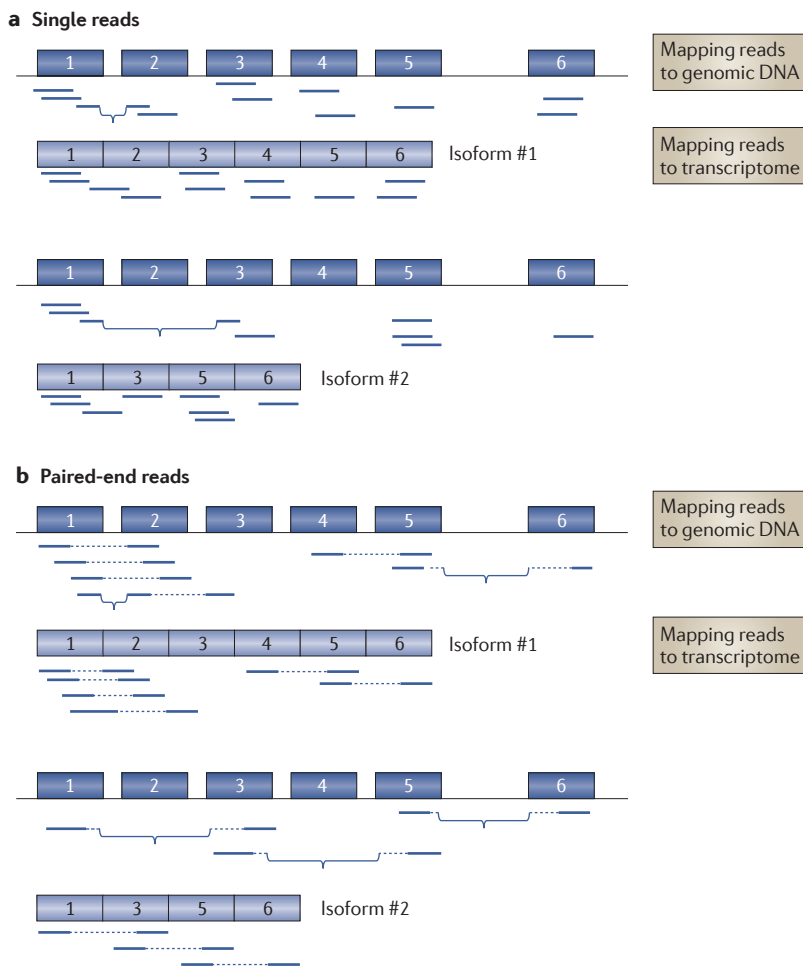 a Single reads
1 2 3 4 5 6
Mapping reads
to genomic DNA
1 2 3 4 5 6 Isoform #1
Mapping reads
to transcriptome
1 2 3 4 5 6
1 3 5 6 Isoform #2
b Paired-end reads
1 2 3 4 5 6
Mapping reads
to genomic DNA
1 2 3 4 5 6 Isoform #1
Mapping reads
to transcriptome
1 2 3 4 5 6
1 3 5 6 Isoform #2